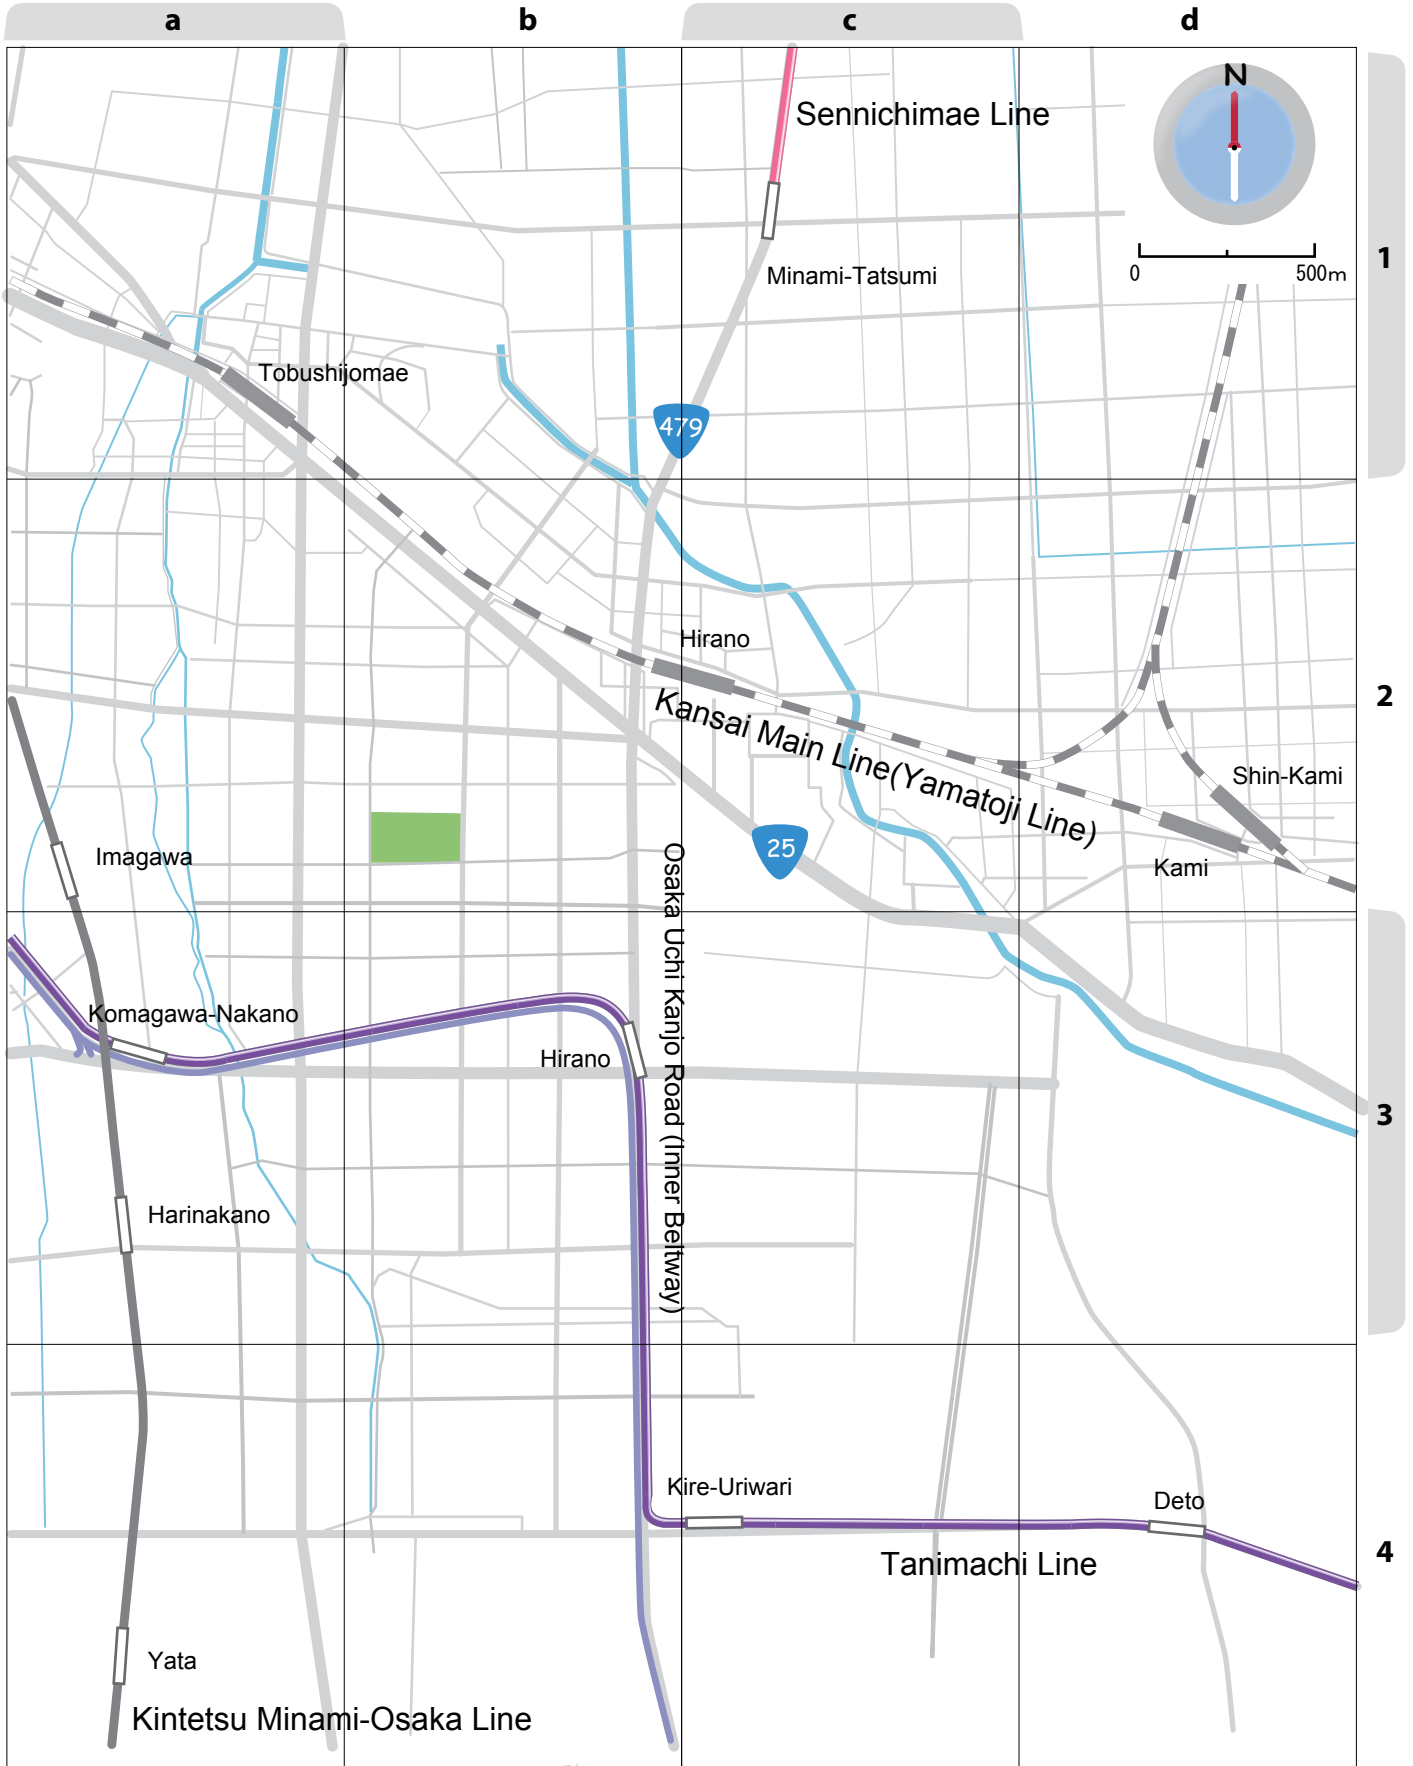 a
b
c
d
N
Sennichimae Line
0
500m
1
Minami-Tatsumi
Tobushijomae
479
Hirano
Kansai Main Line(Yamatoji Line)
2
Shin-Kami
Imagawa
25
Kami
Osaka Uchi Kanjo Road (Inner Beltway)
Komagawa-Nakano
Hirano
3
Harinakano
Kire-Uriwari
Deto
Tanimachi Line
4
Yata
Kintetsu Minami-Osaka Line